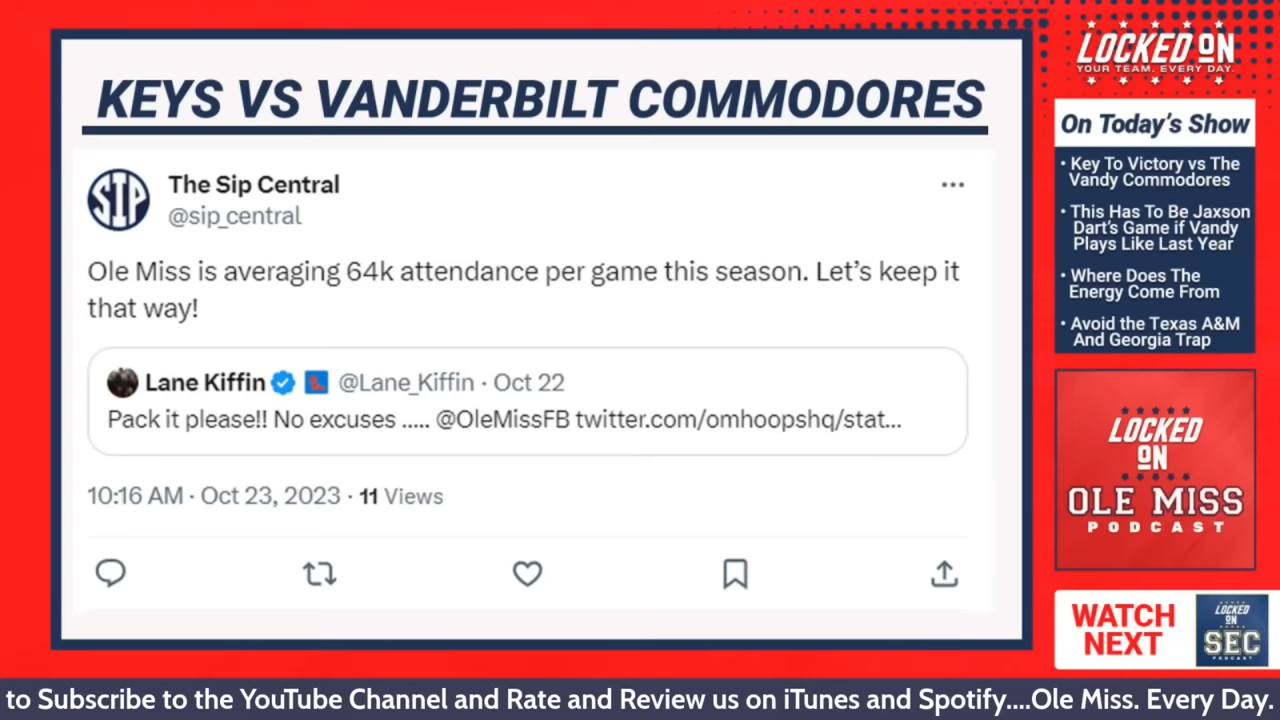 KEYS VS VANDERBILT COMMODORES
SIP
The Sip Central
@sip_central
Ole Miss is averaging 64k attendance per game this season. Let’s keep it
that way!
Lane Kiffin @Lane_Kiffin · Oct 22
Pack it please!! No excuses ..... @OleMissFB twitter.com/omhoopshq/stat...
10:16 AM · Oct 23, 2023 · 11 Views
LOCKED ON
YOUR TEAM. EVERY DAY.
On Today's Show
• Key To Victory vs The
Vandy Commodores
• This Has To Be Jaxson
Dart's Game if Vandy
Plays Like Last Year
• Where Does The
Energy Come From
• Avoid the Texas A&M
And Georgia Trap
LOCKED
ON
OLE MISS
PODCAST
WATCH
NEXT
LOCKED
ON
SEC
PODCAST
to Subscribe to the YouTube Channel and Rate and Review us on iTunes and Spotify....Ole Miss. Every Day.